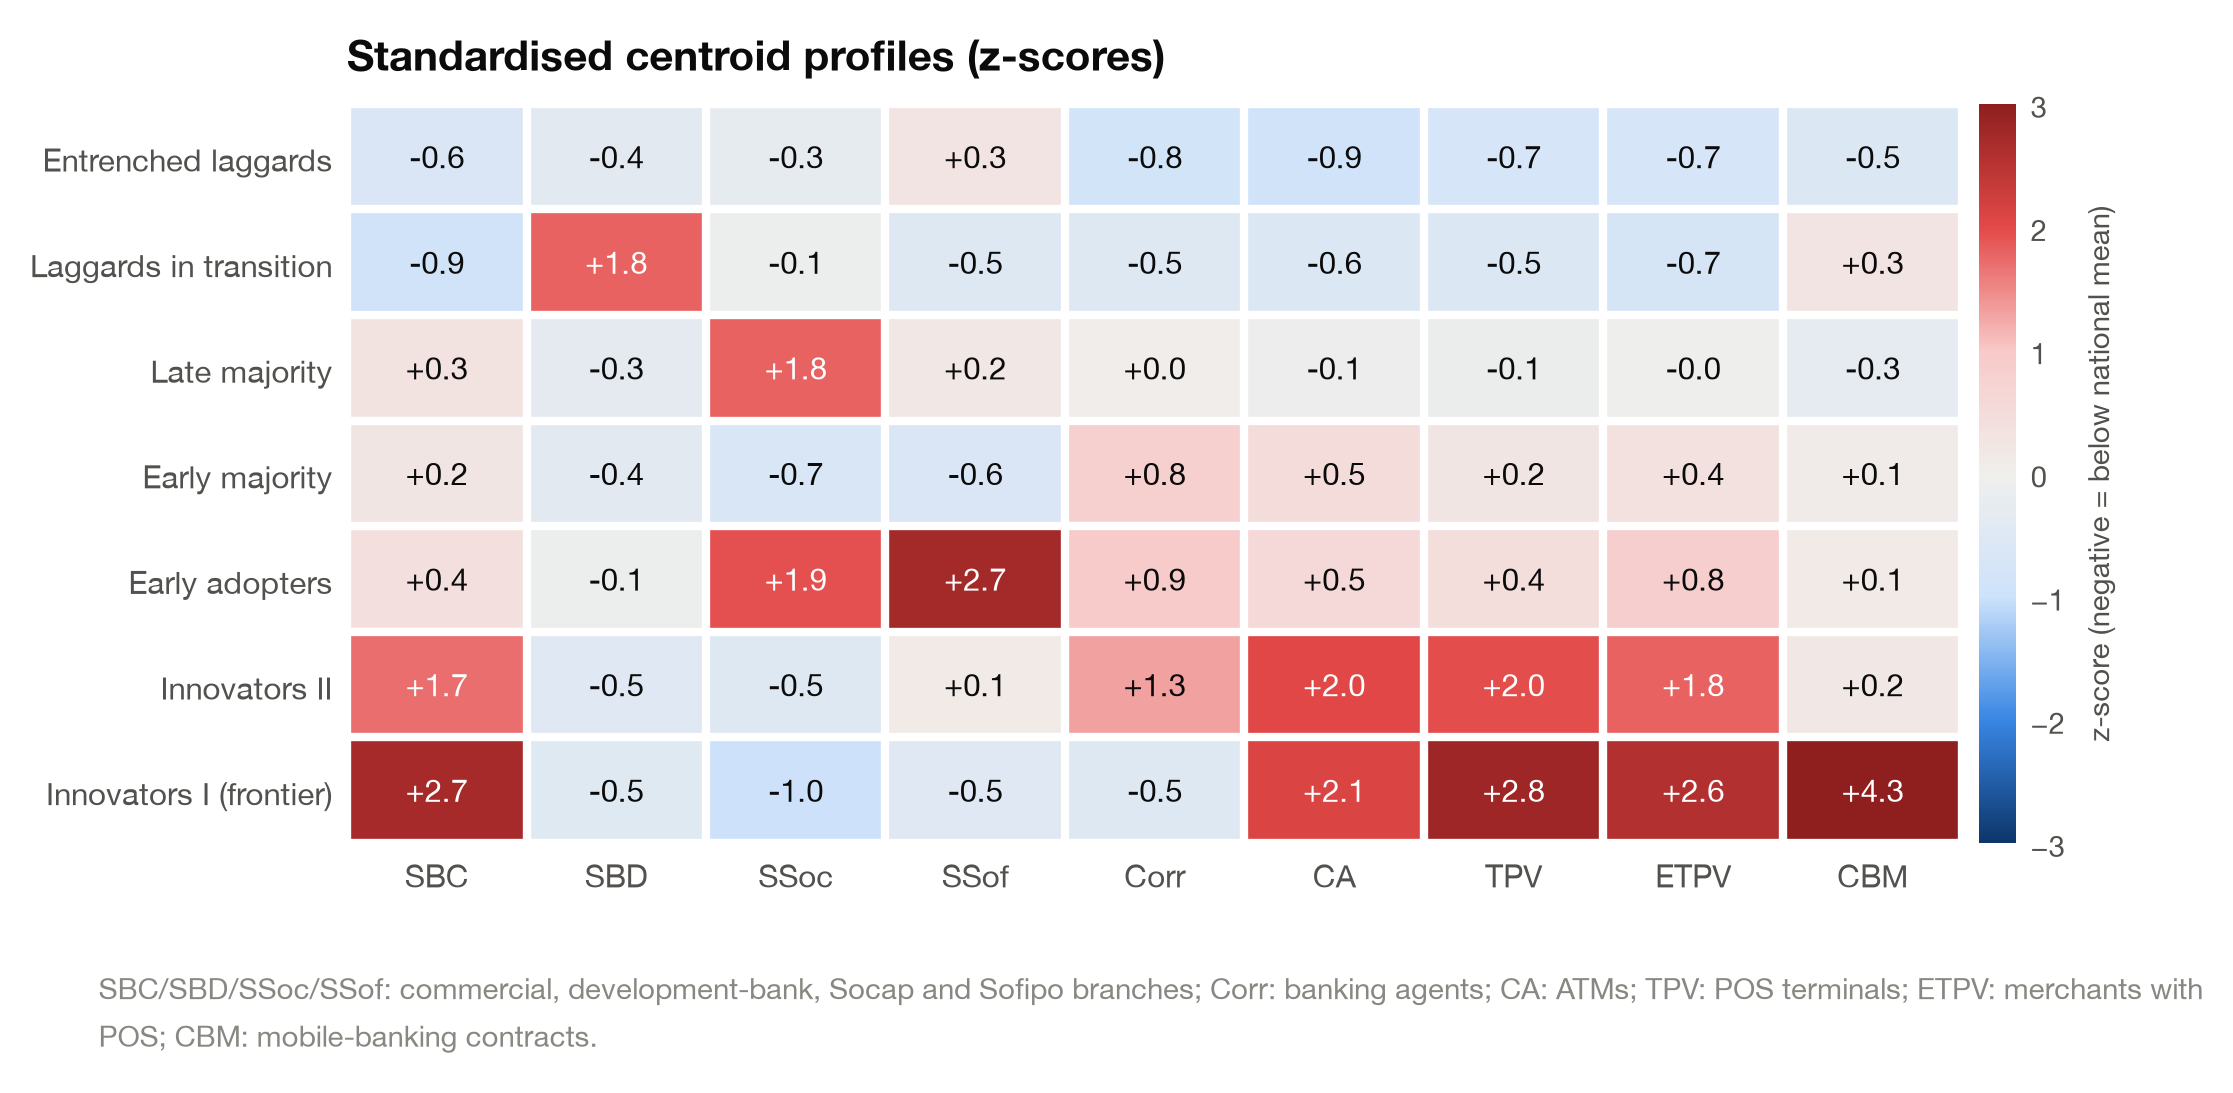 Standardised centroid profiles (z-scores)
Entrenched laggards -0.6 -0.4 -0.3 +0.3 -0.8 -0.9 -0.7 -0.7 -0.5
Laggards in transition -0.9 +1.8 -0.1 -0.5 -0.5 -0.6 -0.5 -0.7 +0.3
Late majority +0.3 -0.3 +1.8 +0.2 +0.0 -0.1 -0.1 -0.0 -0.3
Early majority +0.2 -0.4 -0.7 -0.6 +0.8 +0.5 +0.2 +0.4 +0.1
Early adopters +0.4 -0.1 +1.9 +2.7 +0.9 +0.5 +0.4 +0.8 +0.1
Innovators II +1.7 -0.5 -0.5 +0.1 +1.3 +2.0 +2.0 +1.8 +0.2
Innovators I (frontier) +2.7 -0.5 -1.0 -0.5 -0.5 +2.1 +2.8 +2.6 +4.3
SBC SBD SSoc SSof Corr CA TPV ETPV CBM
3
2
1
0
−1
−2
−3
z-score (negative = below national mean)
SBC/SBD/SSoc/SSof: commercial, development-bank, Socap and Sofipo branches; Corr: banking agents; CA: ATMs; TPV: POS terminals; ETPV: merchants with
POS; CBM: mobile-banking contracts.